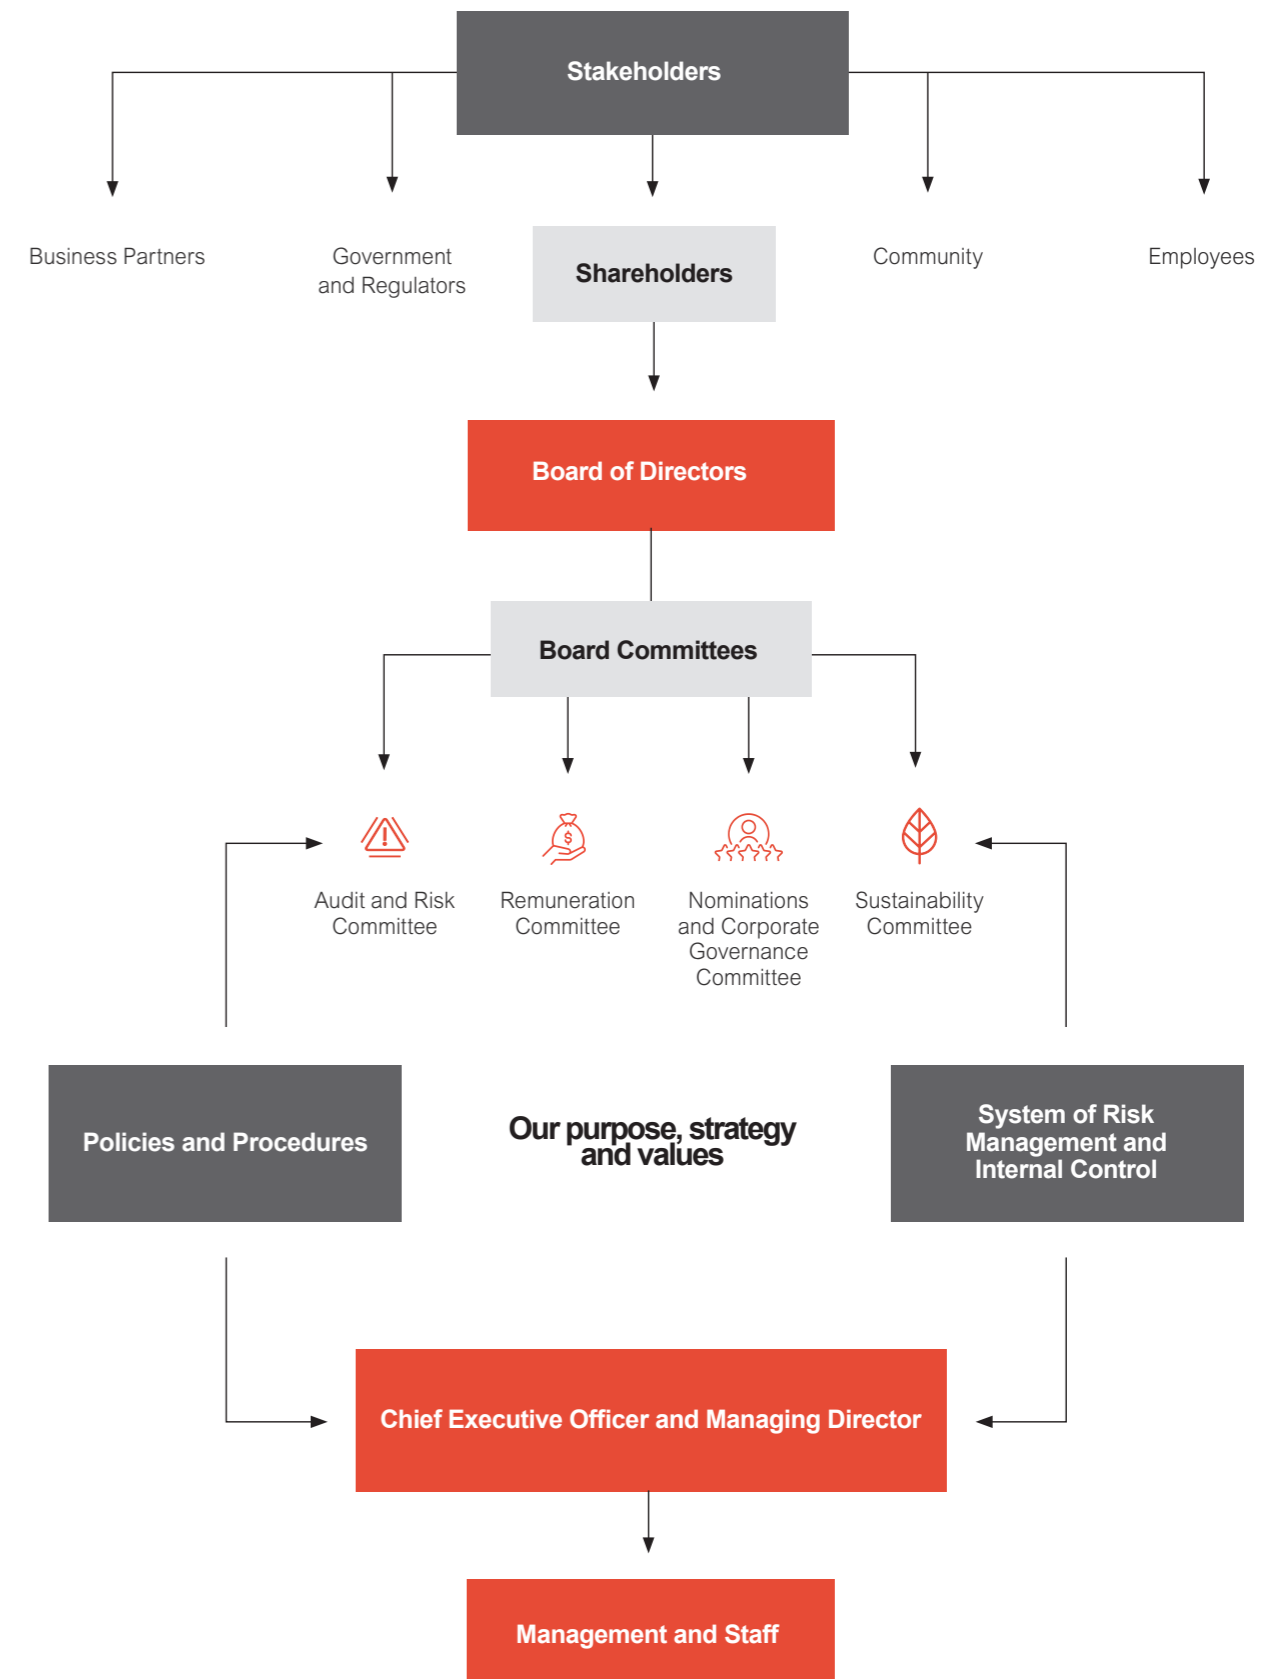 Stakeholders
Business Partners
Government
and Regulators
Shareholders
Community
Employees
Board of Directors
Board Committees
$
Audit and Risk
Committee
Remuneration
Committee
Nominations
and Corporate
Governance
Committee
Sustainability
Committee
Policies and Procedures
Our purpose, strategy
and values
System of Risk
Management and
Internal Control
Chief Executive Officer and Managing Director
Management and Staff